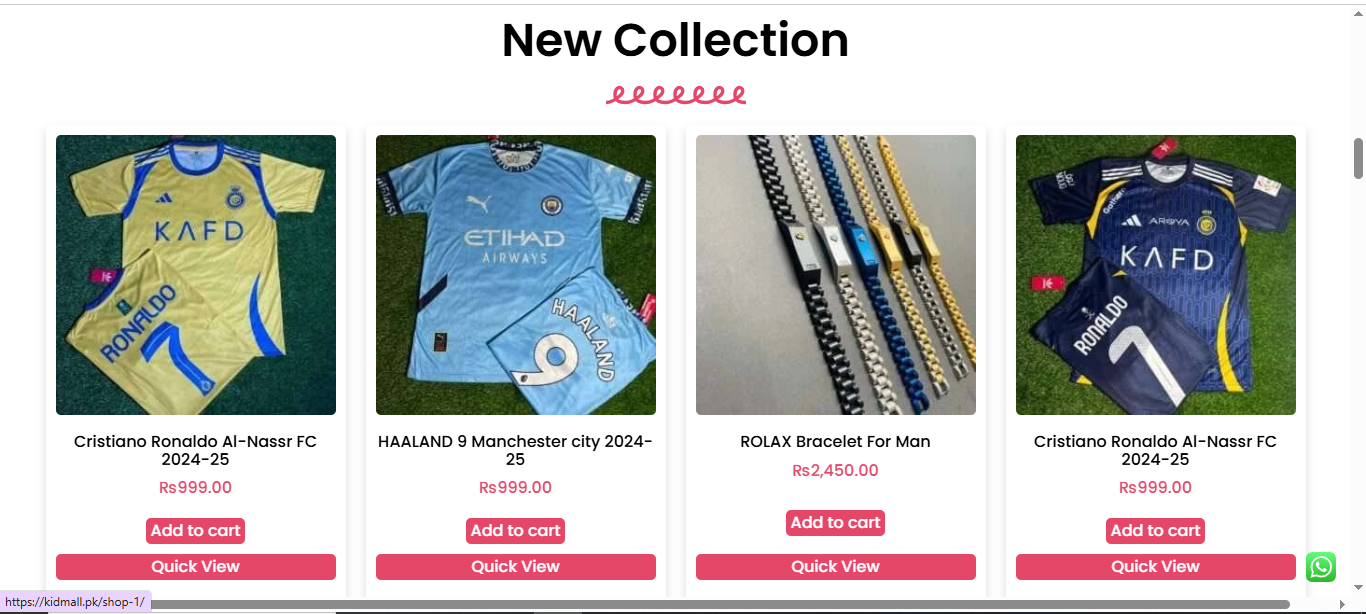 New Collection
KAFD
RONALDO
7
ETIHAD
AIRWAYS
HAALAND
9
AROYA
KAFD
RONALDO
7
Cristiano Ronaldo Al-Nassr FC
2024-25
₨999.00
Add to cart
Quick View
HAALAND 9 Manchester city 2024-
25
₨999.00
Add to cart
Quick View
ROLAX Bracelet For Man
₨2,450.00
Add to cart
Quick View
Cristiano Ronaldo Al-Nassr FC
2024-25
₨999.00
Add to cart
Quick View
https://kidmall.pk/shop-1/